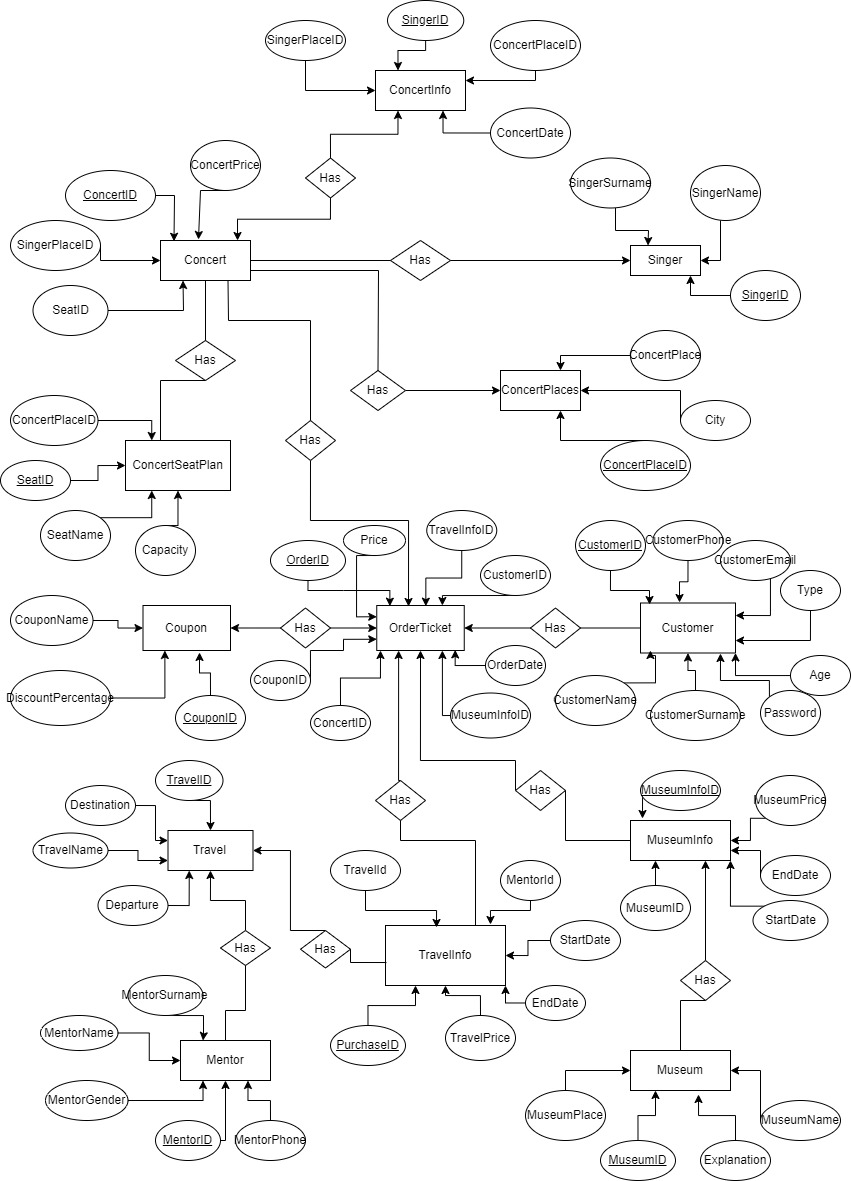 SingerID
SingerPlaceID
ConcertPlaceID
ConcertInfo
ConcertDate
ConcertPrice
Has
SingerSurname
SingerName
ConcertID
SingerPlaceID
Concert
Has
Singer
SeatID
SingerID
Has
ConcertPlace
Has
ConcertPlaces
ConcertPlaceID
City
Has
ConcertSeatPlan
ConcertPlaceID
SeatID
SeatName
Capacity
Price
TravelInfoID
OrderID
CustomerID
CustomerID
CustomerPhone
CustomerEmail
Type
CouponName
Coupon
Has
OrderTicket
Has
Customer
CouponID
OrderDate
Age
DiscountPercentage
CouponID
ConcertID
MuseumInfoID
CustomerName
CustomerSurname
Password
TravelID
Destination
Has
Has
MuseumInfoID
MuseumPrice
TravelName
Travel
MuseumInfo
TravelId
MentorId
EndDate
Departure
MuseumID
StartDate
Has
Has
TravelInfo
StartDate
Has
MentorSurname
EndDate
MentorName
PurchaseID
TravelPrice
Mentor
Museum
MentorGender
MuseumPlace
MuseumName
MentorID
MentorPhone
MuseumID
Explanation